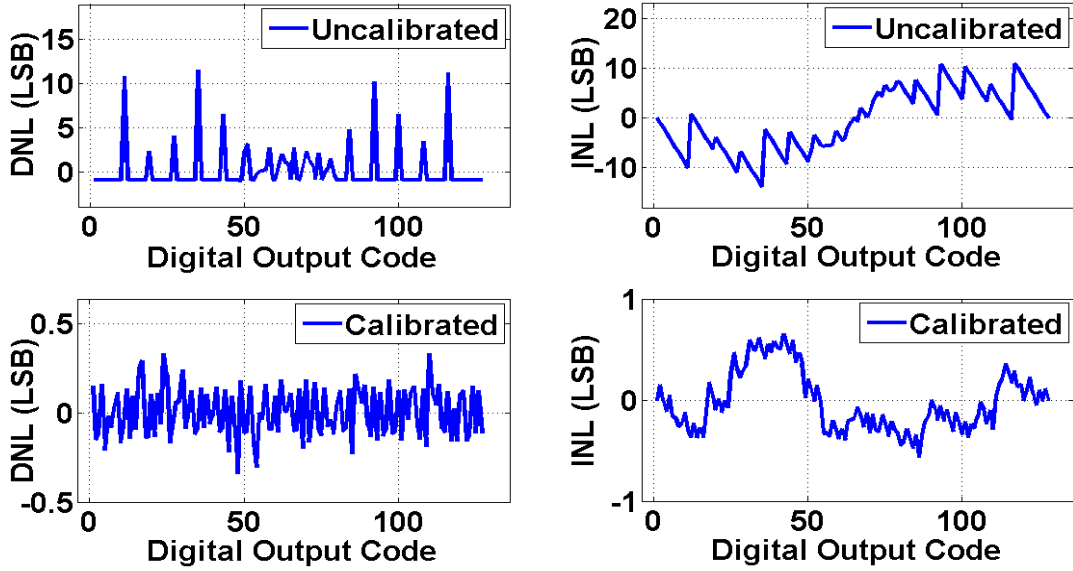 DNL (LSB)
15
10
5
0
Uncalibrated
0
50
100
Digital Output Code
INL (LSB)
20
10
0
-10
Uncalibrated
0
50
100
Digital Output Code
DNL (LSB)
0.5
0
-0.5
Calibrated
0
50
100
Digital Output Code
INL (LSB)
1
0
-1
Calibrated
0
50
100
Digital Output Code